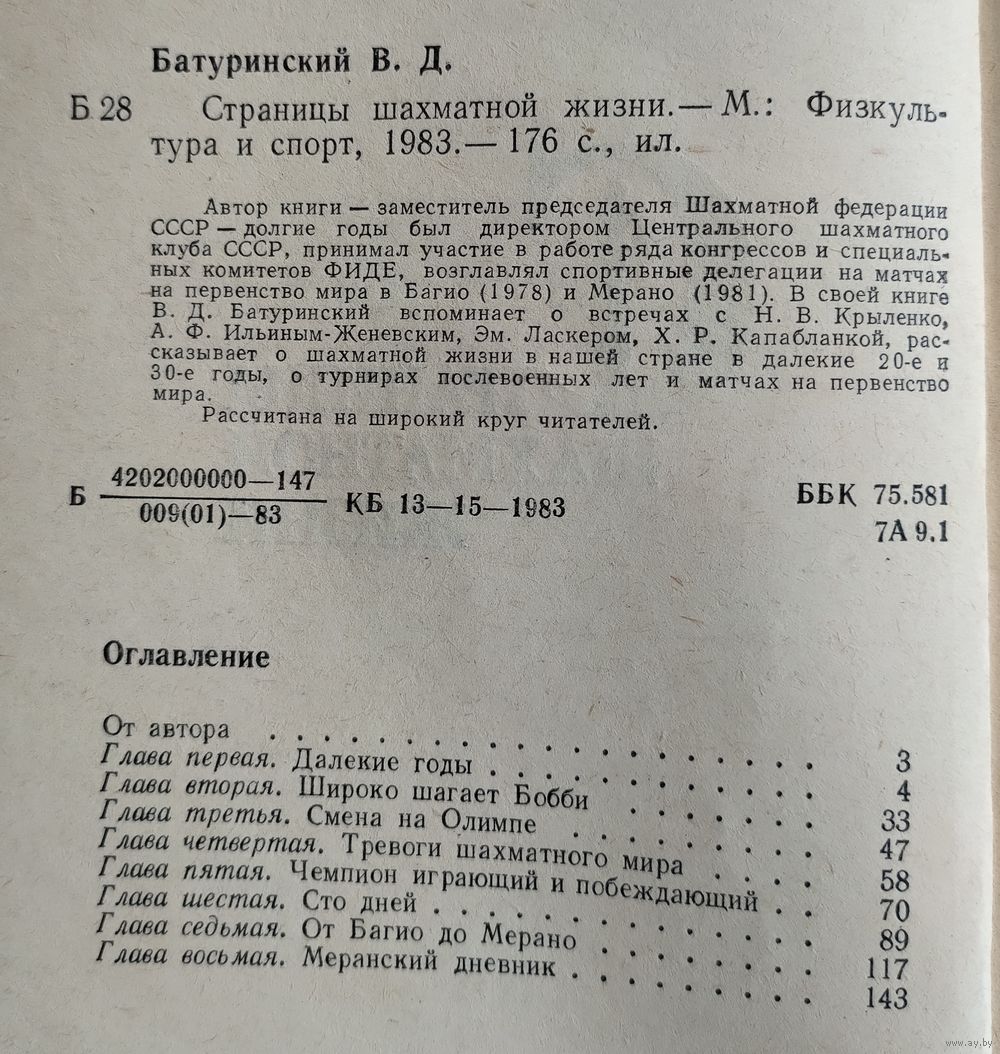 Батуринский В. Д.
Б 28 Страницы шахматной жизни.— М.: Физкуль-
тура и спорт, 1983.— 176 с., ил.
Автор книги — заместитель председателя Шахматной федерации
СССР — долгие годы был директором Центрального шахматного
клуба СССР, принимал участие в работе ряда конгрессов и специаль-
ных комитетов ФИДЕ, возглавлял спортивные делегации на матчах
на первенство мира в Багио (1978) и Мерано (1981). В своей книге
В. Д. Батуринский вспоминает о встречах с Н. В. Крыленко,
А. Ф. Ильиным-Женевским, Эм. Ласкером, Х. Р. Капабланкой, рас-
сказывает о шахматной жизни в нашей стране в далекие 20-е и
30-е годы, о турнирах послевоенных лет и матчах на первенство
мира.
Рассчитана на широкий круг читателей.
4202000000—147
Б КБ 13—15—1983 ББК 75.581
009(01)—83
7А 9.1
Оглавление
От автора . . . . . . . . . . . . . . . . . . . 3
Глава первая. Далекие годы . . . . . . . . . . . 4
Глава вторая. Широко шагает Бобби . . . . . . . 33
Глава третья. Смена на Олимпе . . . . . . . . . 47
Глава четвертая. Тревоги шахматного мира . . . . 58
Глава пятая. Чемпион играющий и побеждающий . . 70
Глава шестая. Сто дней . . . . . . . . . . . . . 89
Глава седьмая. От Багио до Мерано . . . . . . . 117
Глава восьмая. Меранский дневник . . . . . . . . 143
www.ay.by